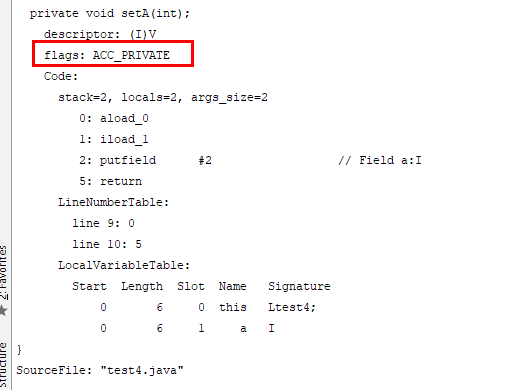 private void setA(int);
descriptor: (I)V
flags: ACC_PRIVATE
Code:
stack=2, locals=2, args_size=2
0: aload_0
1: iload_1
2: putfield #2 // Field a:I
5: return
LineNumberTable:
line 9: 0
line 10: 5
LocalVariableTable:
Start Length Slot Name Signature
0 6 0 this Ltest4;
0 6 1 a I
}
SourceFile: "test4.java"
2: Favorites
Structure